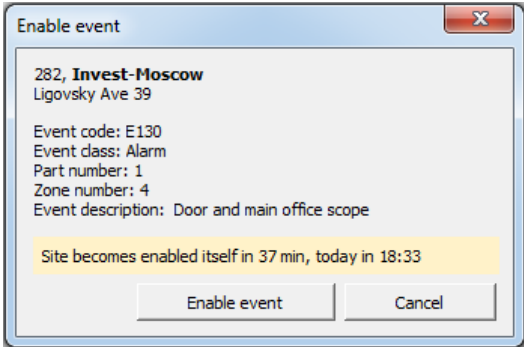 Enable event
282, Invest-Moscow
Ligovsky Ave 39
Event code: E130
Event class: Alarm
Part number: 1
Zone number: 4
Event description:  Door and main office scope
Site becomes enabled itself in 37 min, today in 18:33
Enable event Cancel